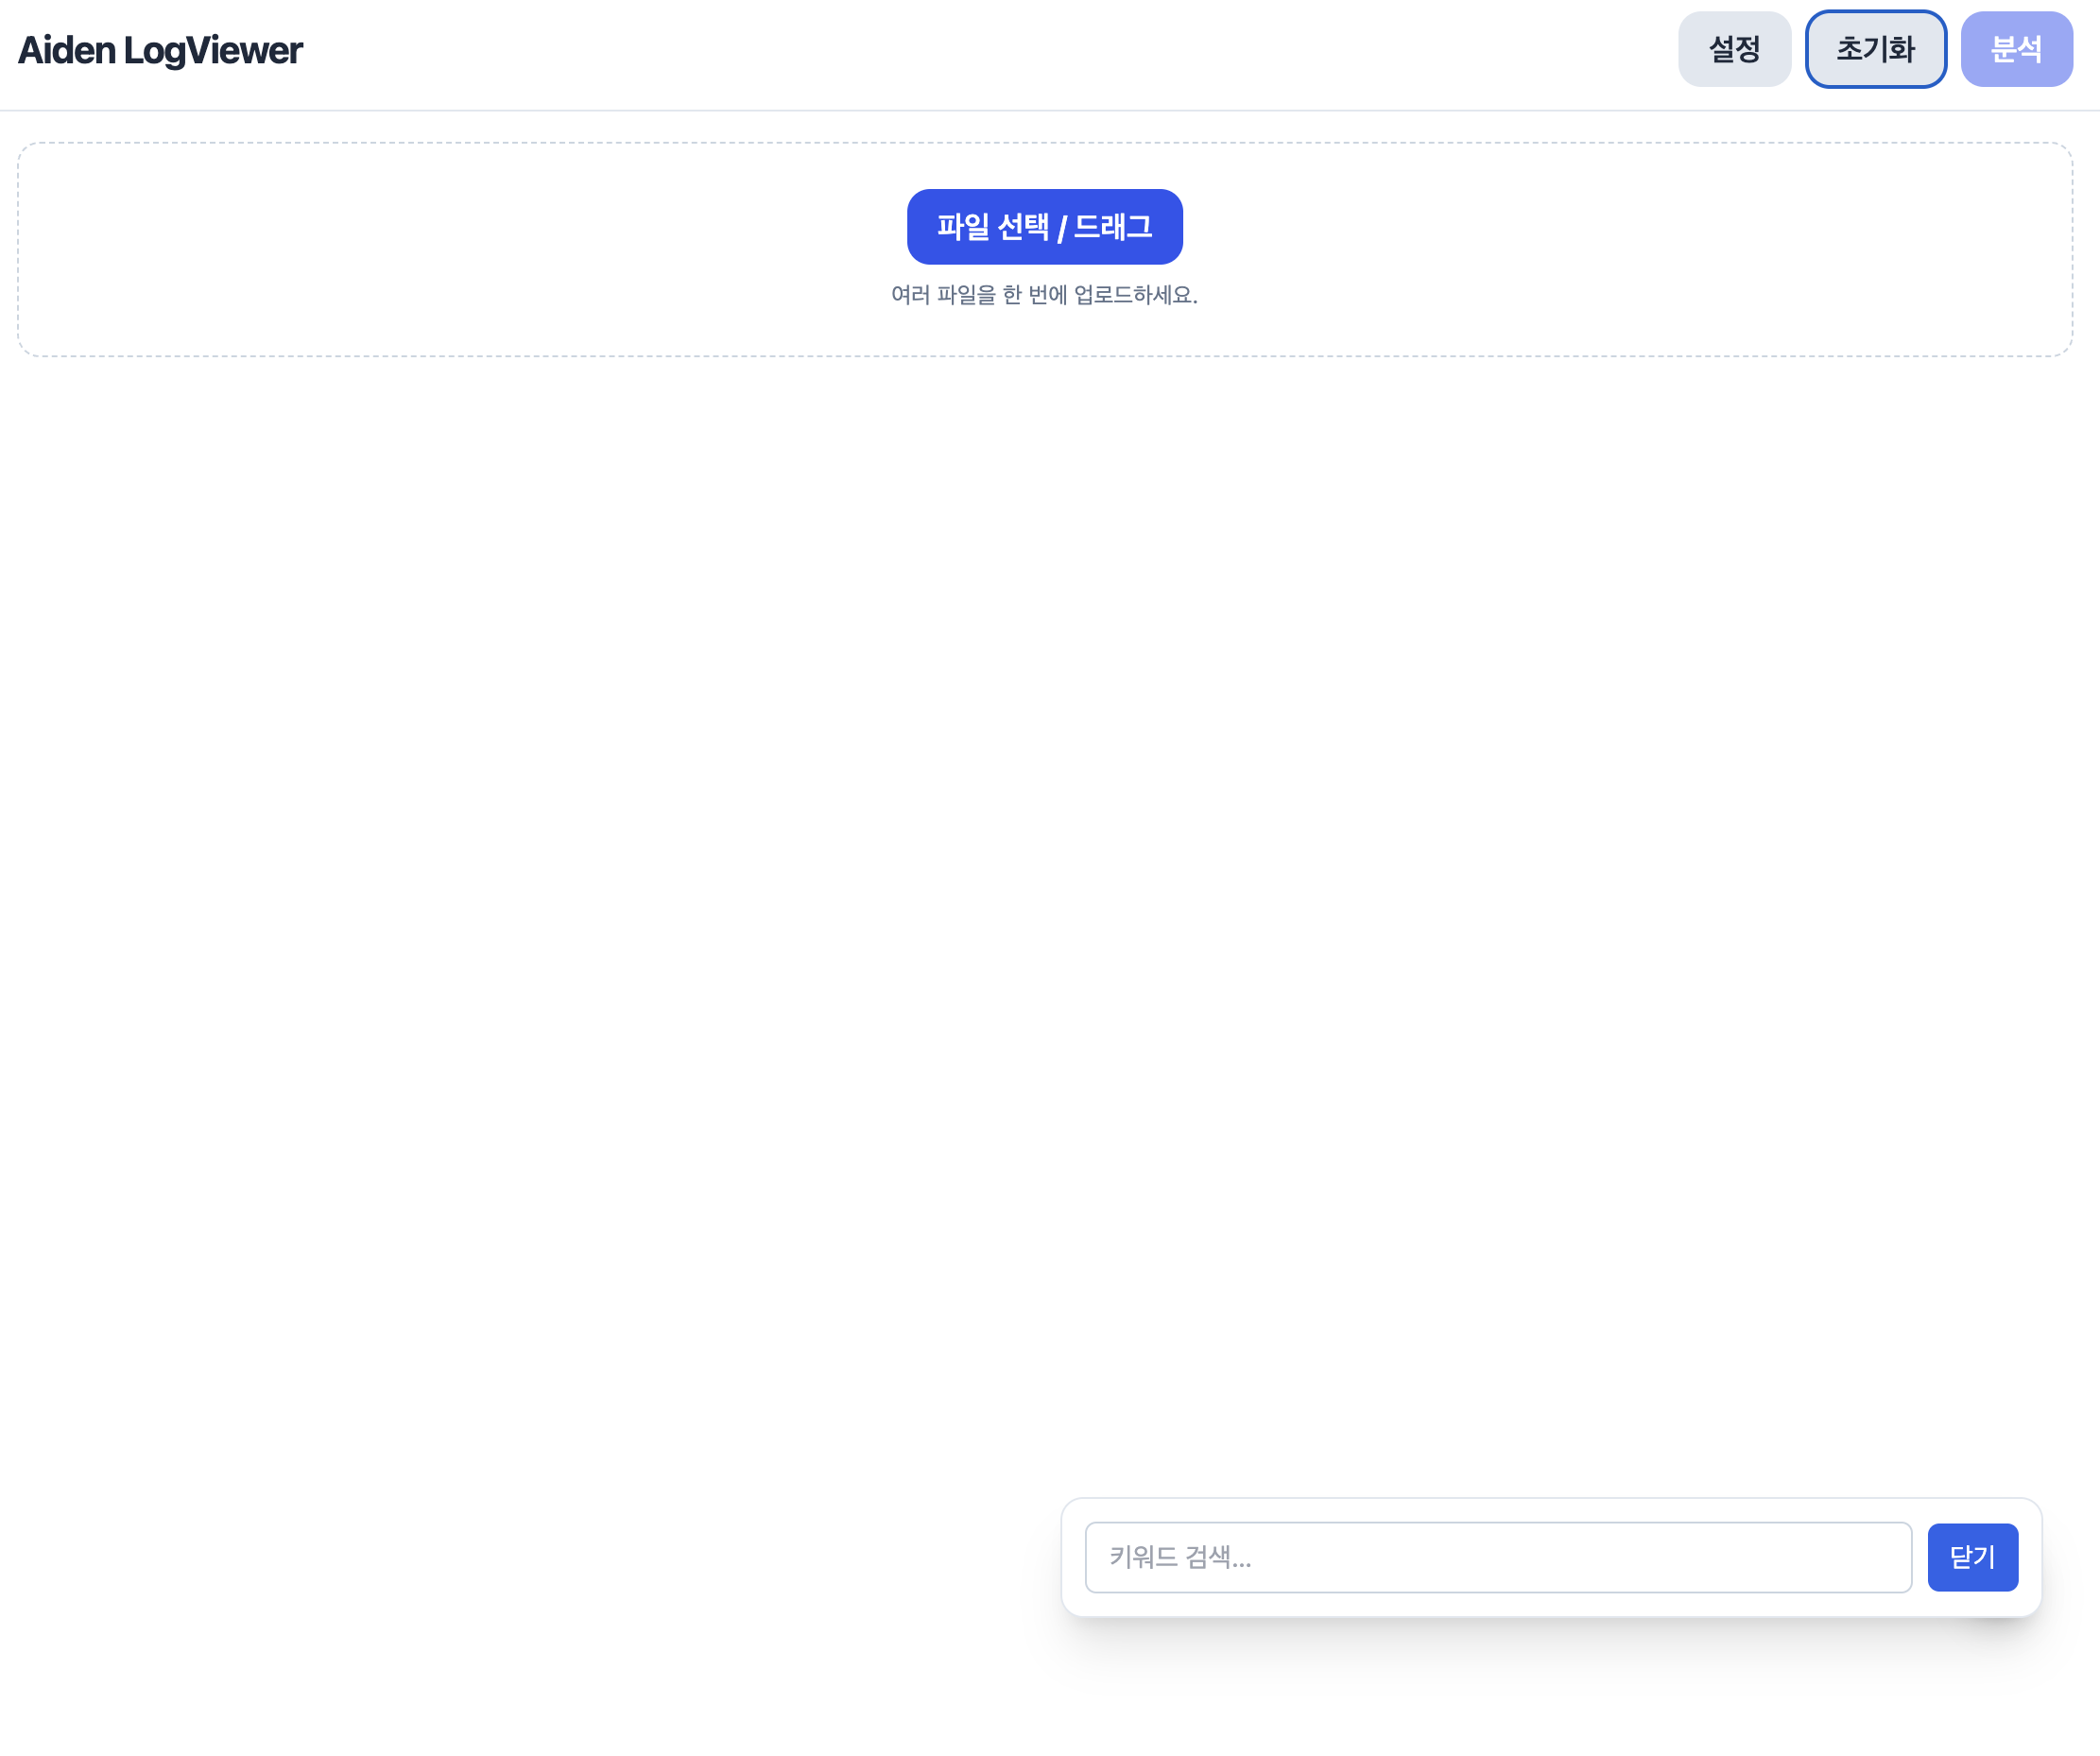 Aiden LogViewer
설정 초기화 분석
파일 선택 / 드래그
여러 파일을 한 번에 업로드하세요.
키워드 검색... 닫기